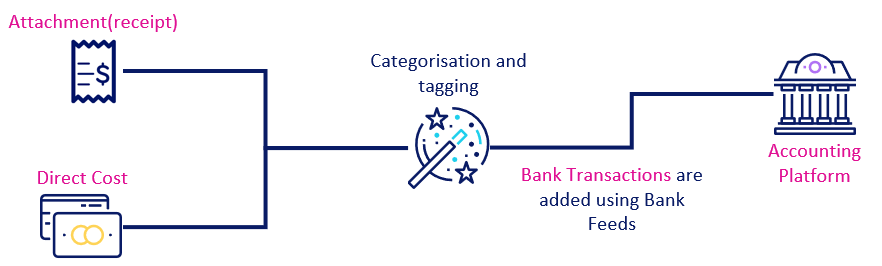 Attachment(receipt)
$
Direct Cost
Categorisation and
tagging
Bank Transactions are
added using Bank
Feeds
Accounting
Platform